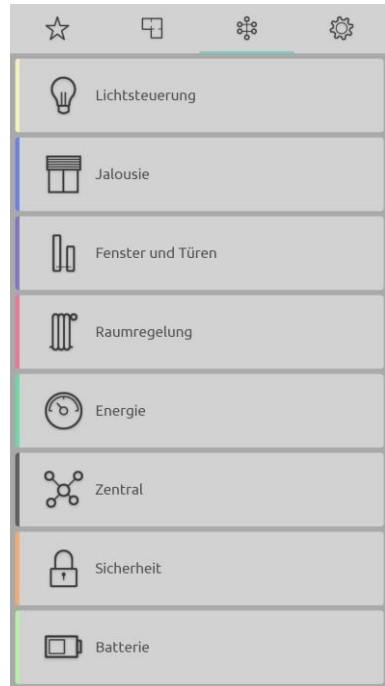 Lichtsteuerung
Jalousie
Fenster und Türen
Raumregelung
Energie
Zentral
Sicherheit
Batterie